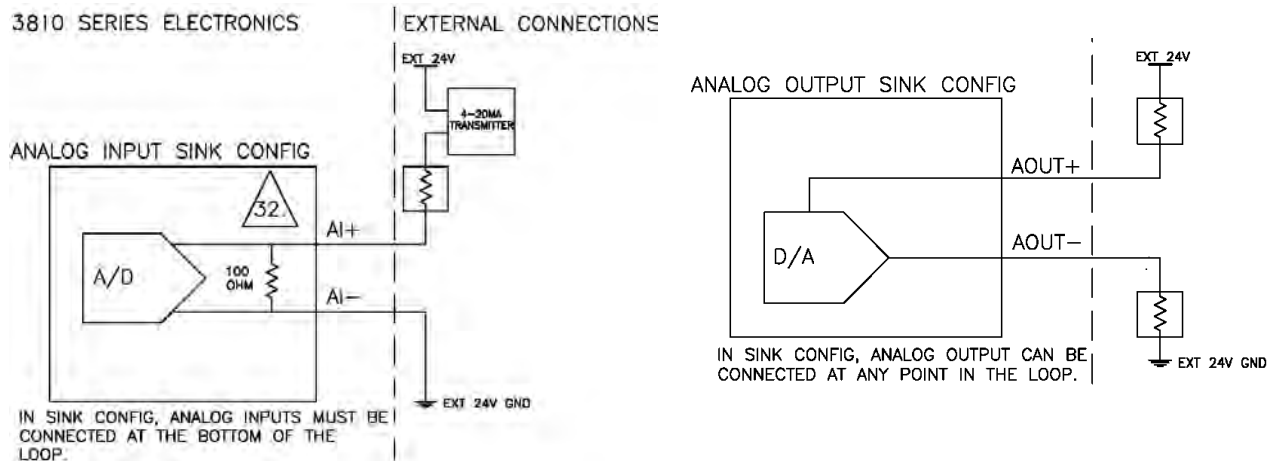 3810 SERIES ELECTRONICS
EXTERNAL CONNECTIONS
EXT 24V
4-20MA
TRANSMITTER
ANALOG INPUT SINK CONFIG
32.
AI+
A/D
100
OHM
AI-
EXT 24V GND
IN SINK CONFIG, ANALOG INPUTS MUST BE
CONNECTED AT THE BOTTOM OF THE
LOOP.
EXT 24V
ANALOG OUTPUT SINK CONFIG
AOUT+
D/A
AOUT-
EXT 24V GND
IN SINK CONFIG, ANALOG OUTPUT CAN BE
CONNECTED AT ANY POINT IN THE LOOP.